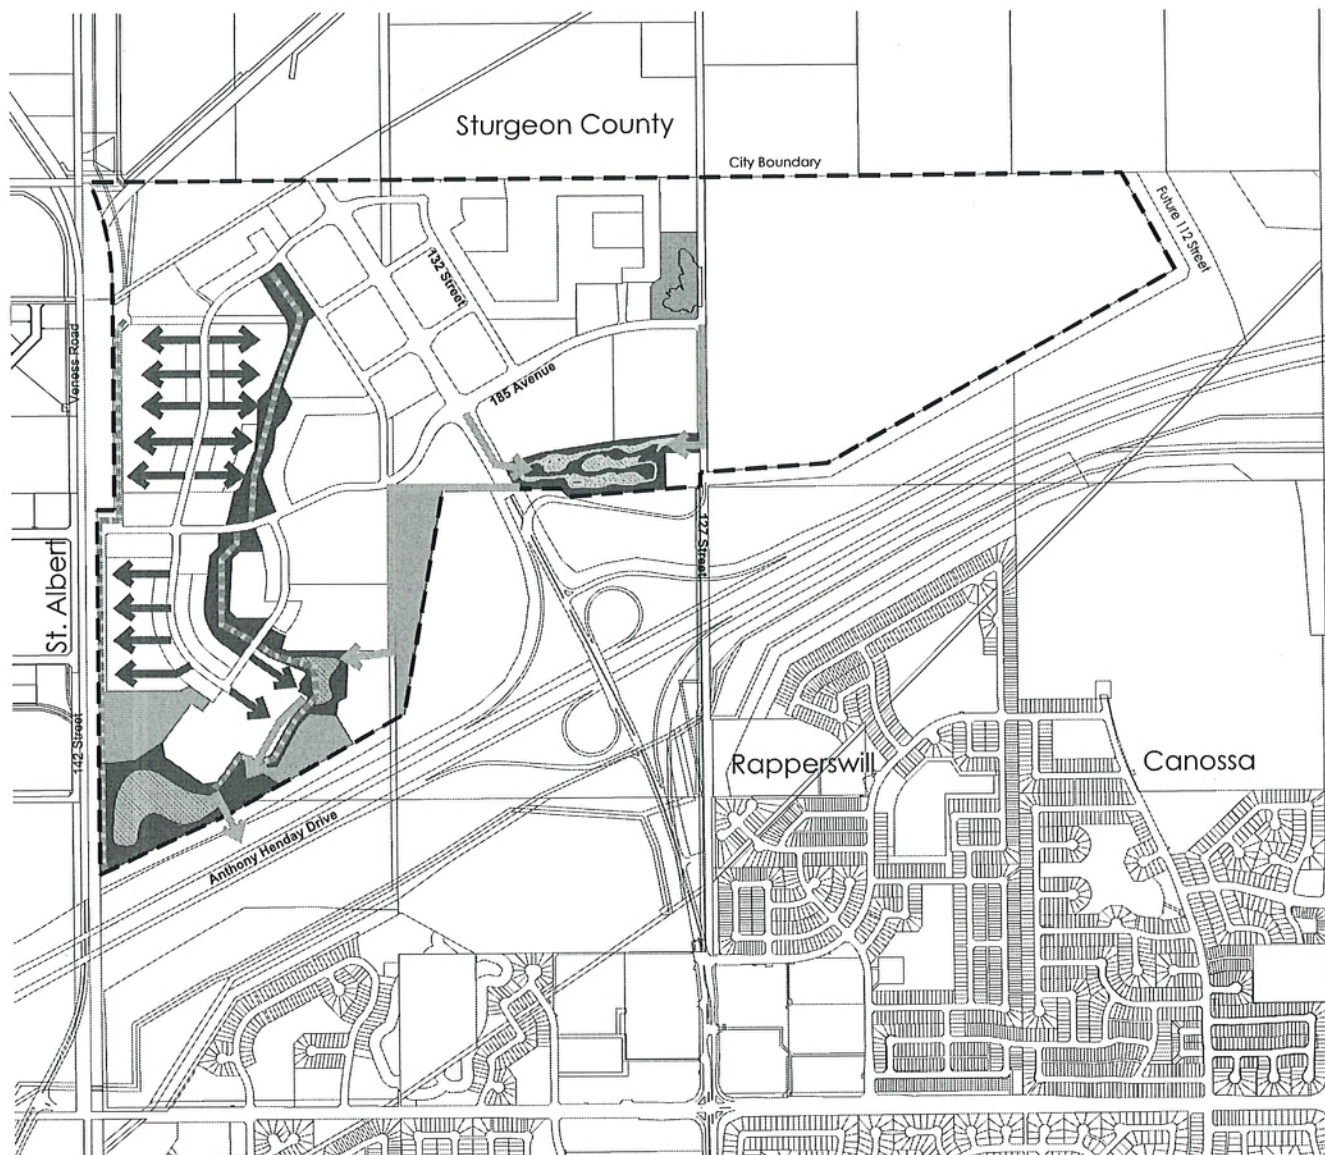 Sturgeon County
City Boundary
Future 112 Street
132 Street
Veness Road
185 Avenue
127 Street
St. Albert
142 Street
Rapperswill
Canossa
Anthony Henday Drive